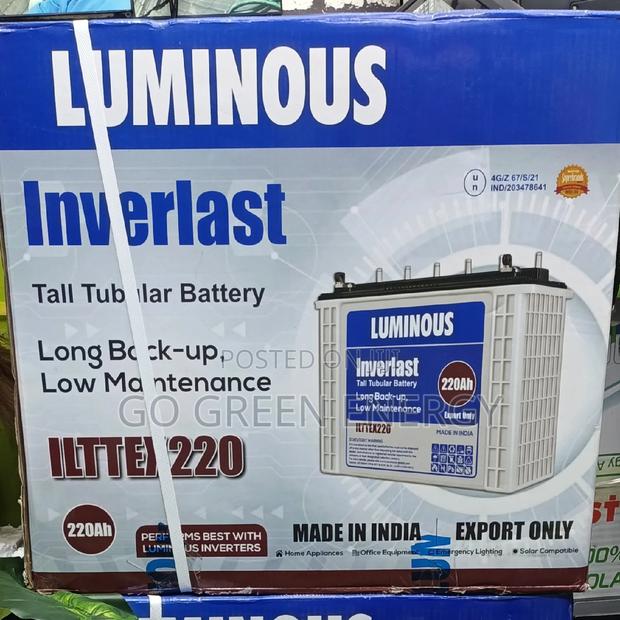 LUMINOUS
Inverlast
4G/Z 67/S/21
u
n
IND/203478641
Tall Tubular Battery
Long Back-up,
Low Maintenance
ILTTEX220
220Ah
PERFORMS BEST WITH
LUMINOUS INVERTERS
LUMINOUS
Inverlast
Tall Tubular Battery
Long Back-up,
Low Maintenance
ILTTEX220
220Ah
Export Only
MADE IN INDIA
POSTED ON JIJI
GO GREEN ENERGY
MADE IN INDIA EXPORT ONLY
Home Appliances Office Equipment Emergency Lighting Solar Compatible
LUMINOUS